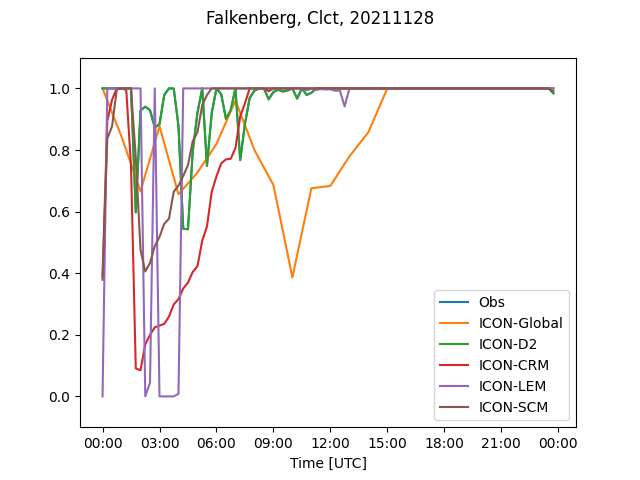 Falkenberg, Clct, 20211128
1.0
0.8
0.6
0.4
0.2
0.0
Obs
ICON-Global
ICON-D2
ICON-CRM
ICON-LEM
ICON-SCM
00:00 03:00 06:00 09:00 12:00 15:00 18:00 21:00 00:00
Time [UTC]